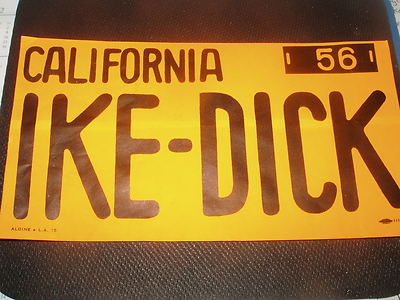 CALIFORNIA
56
IKE-DICK
ALDINE L.A. 15